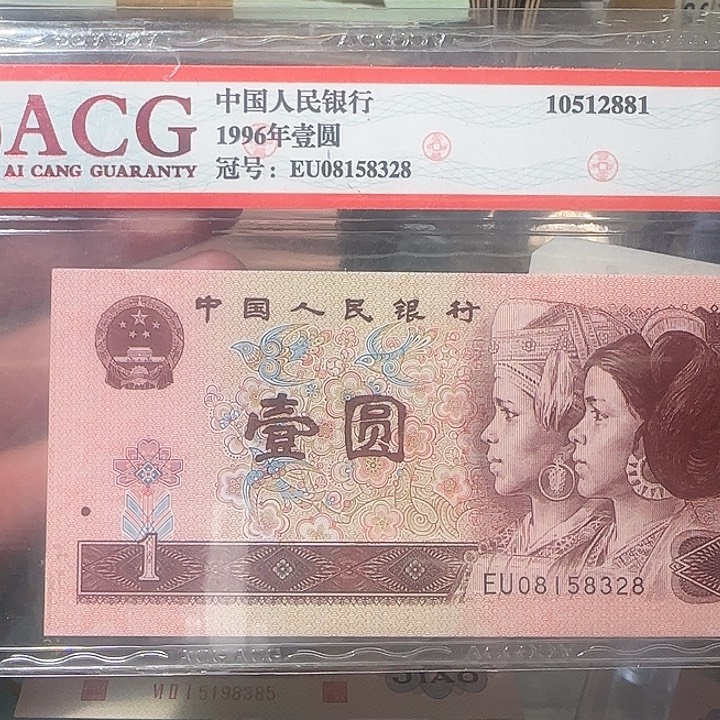 ACG
AI CANG GUARANTY
中国人民银行
1996年壹圆
冠号: EU08158328
10512881
中国人民银行
壹圆
1
EU08158328
JIAO